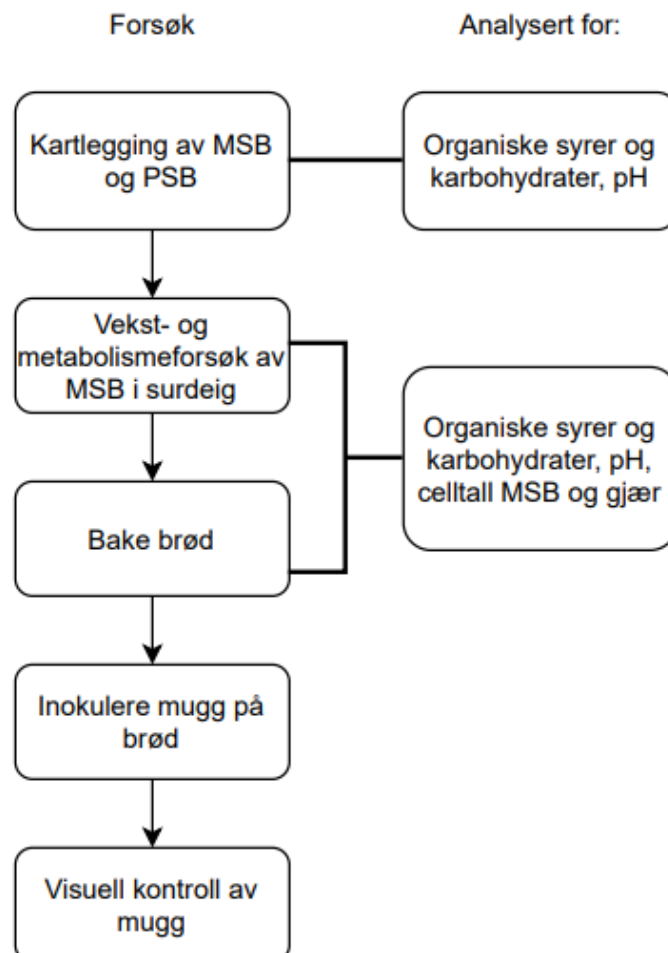 Forsøk
Analysert for:
Kartlegging av MSB
og PSB
Organiske syrer og
karbohydrater, pH
Vekst- og
metabolismeforsøk av
MSB i surdeig
Organiske syrer og
karbohydrater, pH,
celltall MSB og gjær
Bake brød
Inokulere mugg på
brød
Visuell kontroll av
mugg